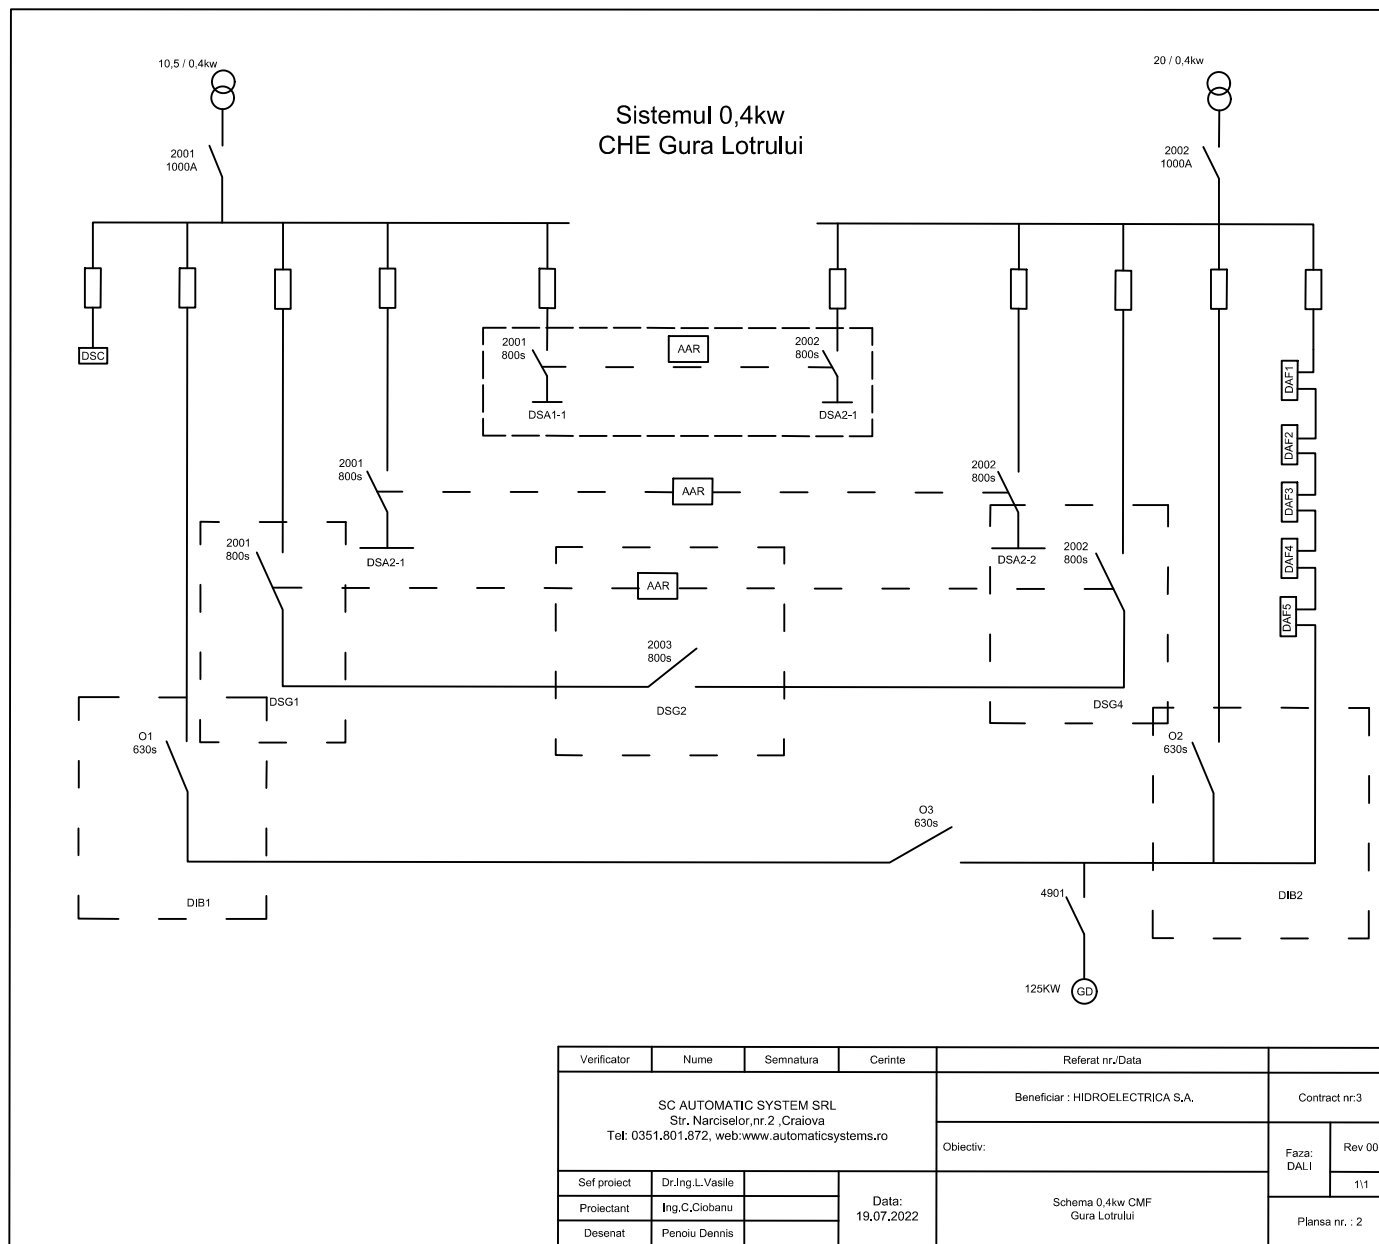 10,5 / 0,4kw
20 / 0,4kw
Sistemul 0,4kw
CHE Gura Lotrului
2001
1000A
2002
1000A
DSC
2001
800s
AAR
2002
800s
DSA1-1
DSA2-1
DAF1
DAF2
DAF3
DAF4
DAF5
2001
800s
AAR
2002
800s
DSA2-1
DSA2-2
2001
800s
AAR
2002
800s
2003
800s
DSG1
DSG2
DSG4
O1
630s
O2
630s
O3
630s
DIB1
DIB2
4901
125KW
GD
Verificator
Nume
Semnatura
Cerinte
Referat nr./Data
SC AUTOMATIC SYSTEM SRL
Str. Narciselor,nr.2 ,Craiova
Tel: 0351.801.872, web:www.automaticsystems.ro
Beneficiar : HIDROELECTRICA S.A.
Contract nr:3
Obiectiv:
Faza:
DALI
Rev 00
1\1
Sef proiect
Dr.Ing.L.Vasile
Proiectant
Ing.C.Ciobanu
Desenat
Penoiu Dennis
Data:
19.07.2022
Schema 0,4kw CMF
Gura Lotrului
Plansa nr. : 2